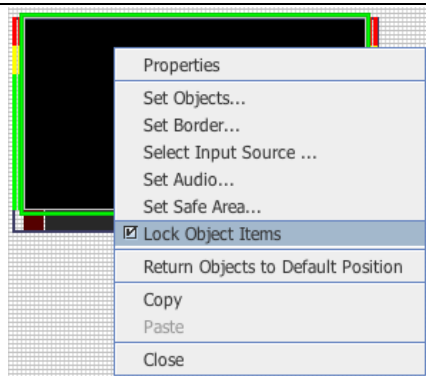 Properties
Set Objects...
Set Border...
Select Input Source ...
Set Audio...
Set Safe Area...
Lock Object Items
Return Objects to Default Position
Copy
Paste
Close